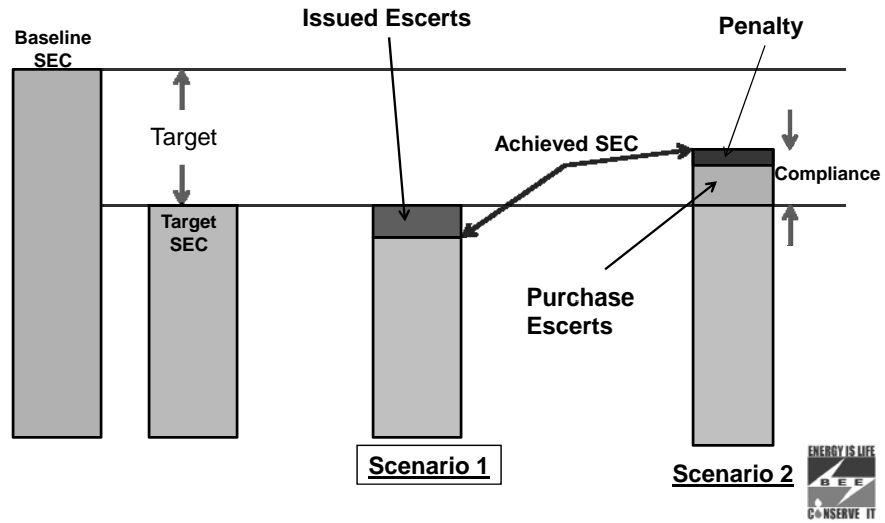 Issued Escerts
Penalty
Baseline
SEC
Target
Achieved SEC
Compliance
Target
SEC
Purchase
Escerts
Scenario 1
Scenario 2
ENERGY IS LIFE
BEE
CONSERVE IT